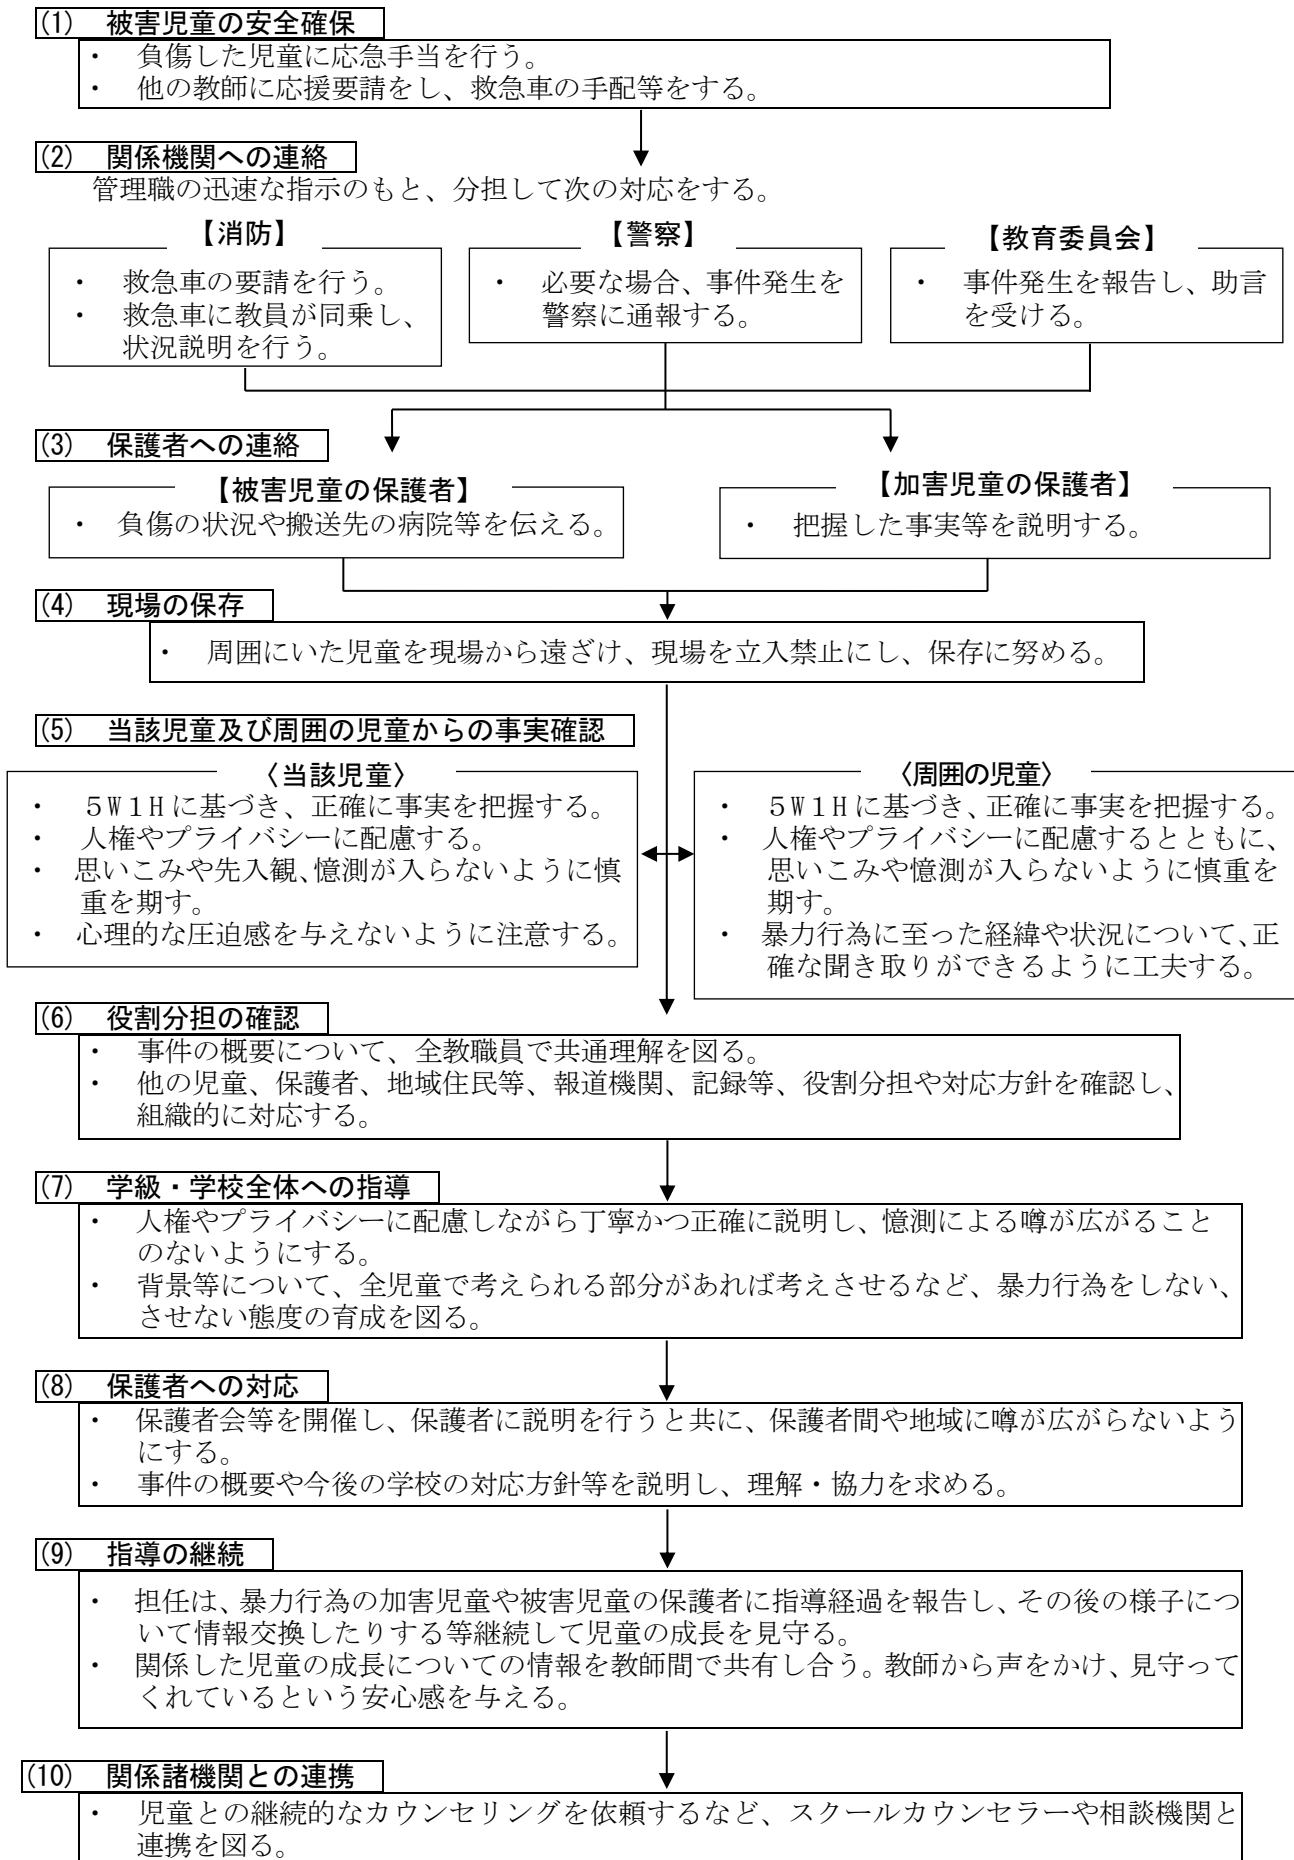 (1) 被害児童の安全確保
・ 負傷した児童に応急手当を行う。
・ 他の教師に応援要請をし、救急車の手配等をする。
(2) 関係機関への連絡
管理職の迅速な指示のもと、分担して次の対応をする。
【消防】
・ 救急車の要請を行う。
・ 救急車に教員が同乗し、
状況説明を行う。
【警察】
・ 必要な場合、事件発生を
警察に通報する。
【教育委員会】
・ 事件発生を報告し、助言
を受ける。
(3) 保護者への連絡
【被害児童の保護者】
・ 負傷の状況や搬送先の病院等を伝える。
【加害児童の保護者】
・ 把握した事実等を説明する。
(4) 現場の保存
・ 周囲にいた児童を現場から遠ざけ、現場を立入禁止にし、保存に努める。
(5) 当該児童及び周囲の児童からの事実確認
〈当該児童〉
・ 5W1Hに基づき、正確に事実を把握する。
・ 人権やプライバシーに配慮する。
・ 思いこみや先入観、憶測が入らないように慎
重を期す。
・ 心理的な圧迫感を与えないように注意する。
〈周囲の児童〉
・ 5W1Hに基づき、正確に事実を把握する。
・ 人権やプライバシーに配慮するとともに、
思いこみや憶測が入らないように慎重を
期す。
・ 暴力行為に至った経緯や状況について、正
確な聞き取りができるように工夫する。
(6) 役割分担の確認
・ 事件の概要について、全教職員で共通理解を図る。
・ 他の児童、保護者、地域住民等、報道機関、記録等、役割分担や対応方針を確認し、
組織的に対応する。
(7) 学級・学校全体への指導
・ 人権やプライバシーに配慮しながら丁寧かつ正確に説明し、憶測による噂が広がること
のないようにする。
・ 背景等について、全児童で考えられる部分があれば考えさせるなど、暴力行為をしない、
させない態度の育成を図る。
(8) 保護者への対応
・ 保護者会等を開催し、保護者に説明を行うと共に、保護者間や地域に噂が広がらないよう
にする。
・ 事件の概要や今後の学校の対応方針等を説明し、理解・協力を求める。
(9) 指導の継続
・ 担任は、暴力行為の加害児童や被害児童の保護者に指導経過を報告し、その後の様子につ
いて情報交換したりする等継続して児童の成長を見守る。
・ 関係した児童の成長についての情報を教師間で共有し合う。教師から声をかけ、見守って
くれているという安心感を与える。
(10) 関係諸機関との連携
・ 児童との継続的なカウンセリングを依頼するなど、スクールカウンセラーや相談機関と
連携を図る。